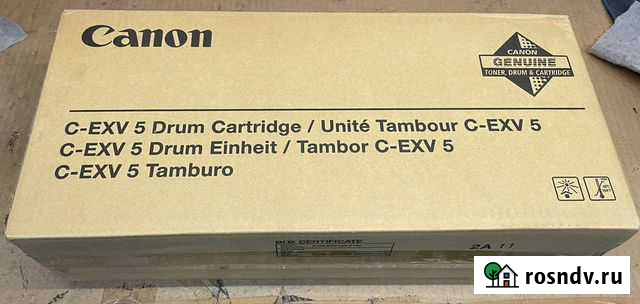 Canon
CANON
GENUINE
TONER, DRUM & CARTRIDGE
C-EXV 5 Drum Cartridge / Unité Tambour C-EXV 5
C-EXV 5 Drum Einheit / Tambor C-EXV 5
C-EXV 5 Tamburo
CERTIFICATE
2A 11
rosndv.ru